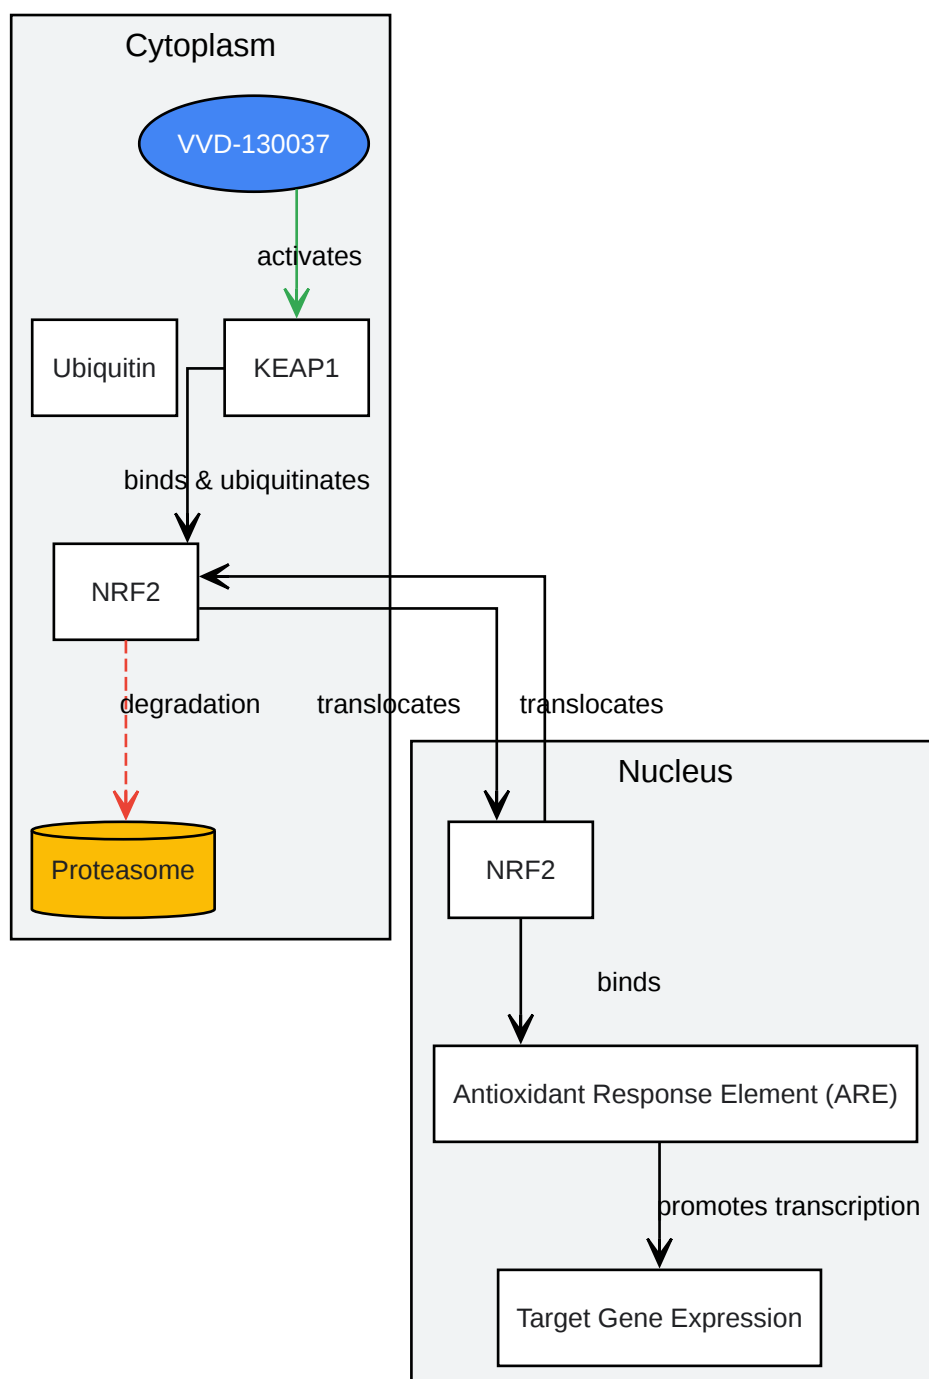 Cytoplasm
VVD-130037
activates
Ubiquitin
KEAP1
binds & ubiquitinates
NRF2
degradation
translocates
translocates
Proteasome
Nucleus
NRF2
binds
Antioxidant Response Element (ARE)
promotes transcription
Target Gene Expression